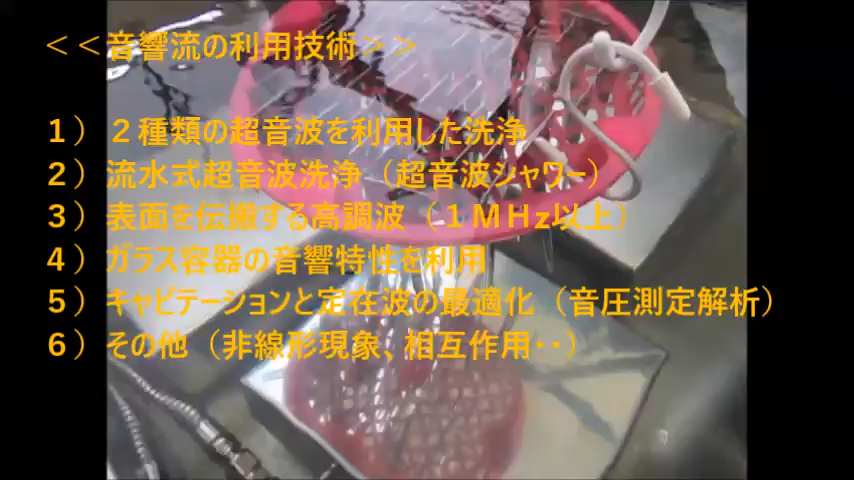 ＜＜音響流の利用技術＞＞
１）２種類の超音波を利用した洗浄
２）流水式超音波洗浄（超音波シャワー）
３）表面を伝搬する高調波（１ＭＨz以上）
４）ガラス容器の音響特性を利用
５）キャビテーションと定在波の最適化（音圧測定解析）
６）その他（非線形現象、相互作用・・）